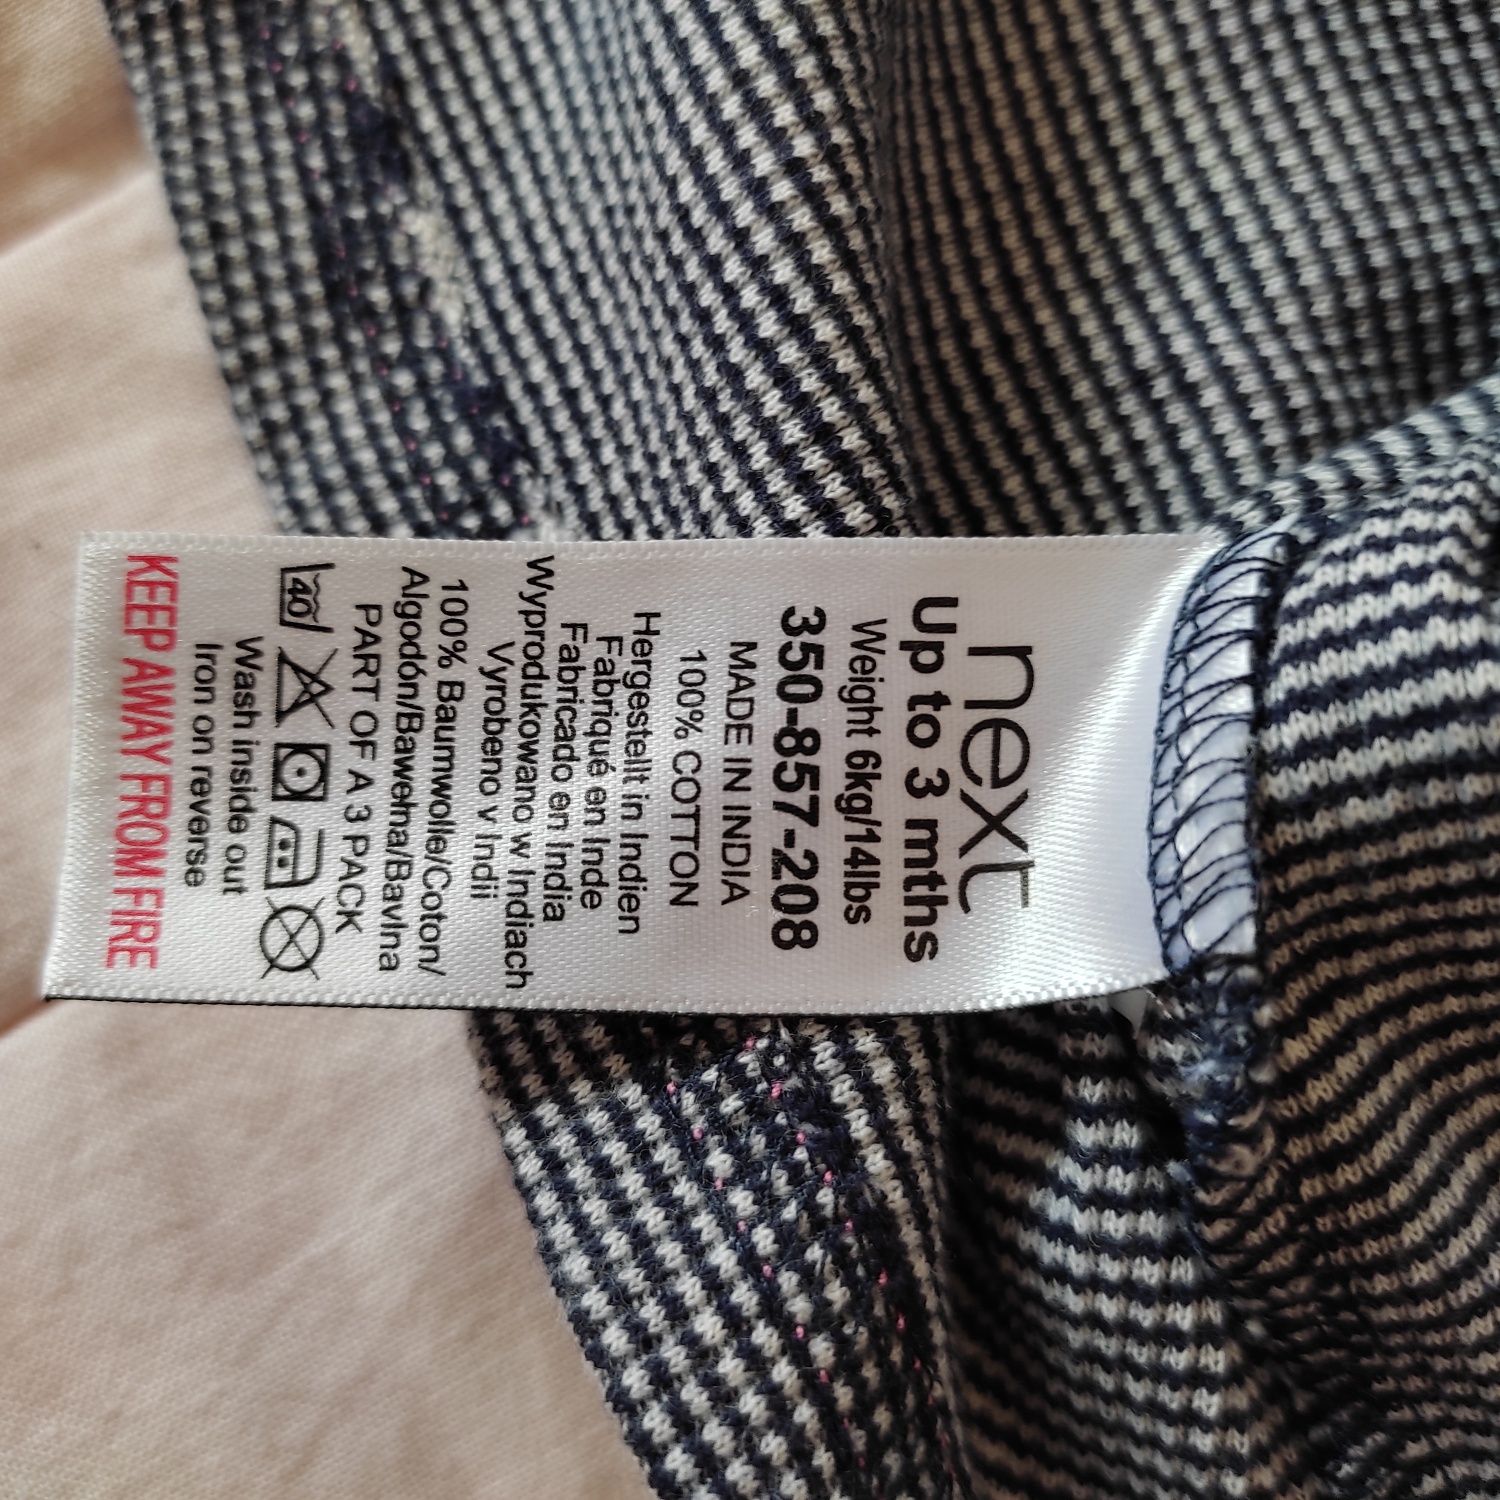 next
Up to 3 mths
Weight 6kg/14lbs
350-857-208
MADE IN INDIA
100% COTTON
Hergestellt in Indien
Fabriqué en Inde
Fabricado en India
Wyprodukowano w Indiach
Vyrobeno v Indii
100% Baumwolle/Coton/
Algodón/Bawełna/Bavlna
PART OF A 3 PACK
40
Wash inside out
Iron on reverse
KEEP AWAY FROM FIRE